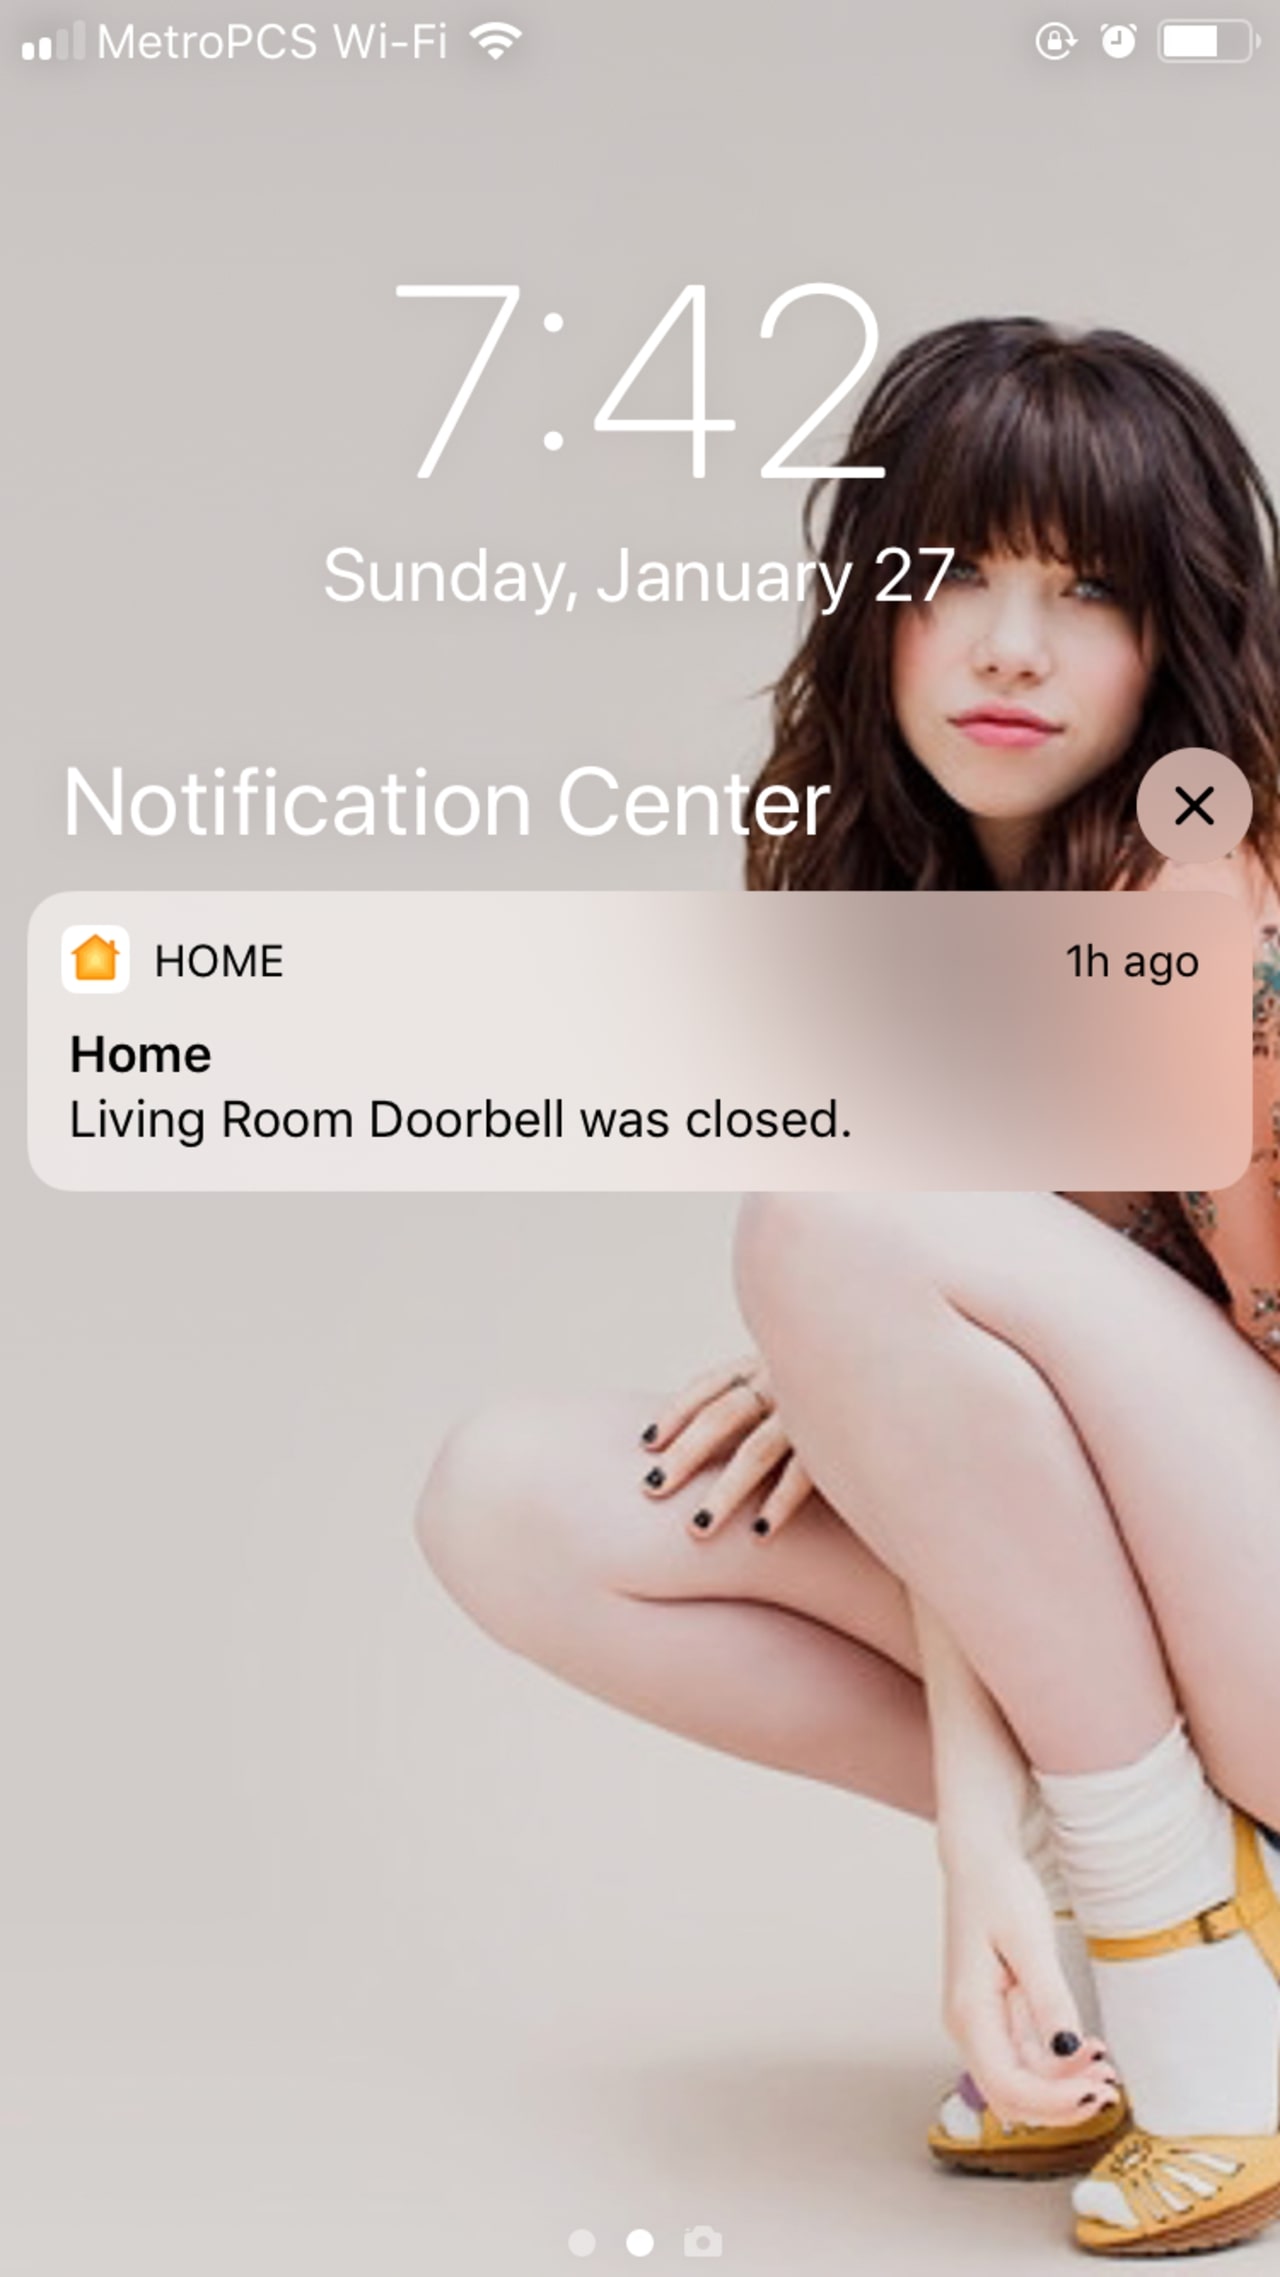 MetroPCS Wi-Fi
7:42
Sunday, January 27
Notification Center
HOME 1h ago
Home
Living Room Doorbell was closed.